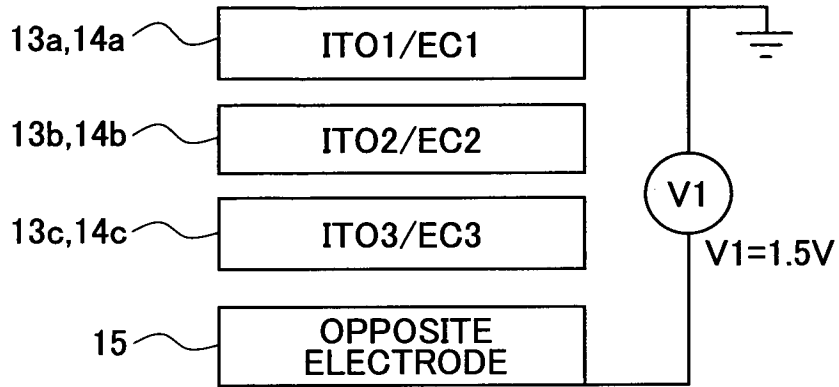 13a,14a
ITO1/EC1
13b,14b
ITO2/EC2
V1
13c,14c
ITO3/EC3
V1=1.5V
15
OPPOSITE
ELECTRODE